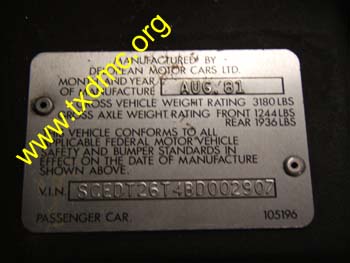 www.txdmc.org
MANUFACTURED BY
DELOREAN MOTOR CARS LTD.
MONTH AND YEAR
OF MANUFACTURE AUG. 81
GROSS VEHICLE WEIGHT RATING 3180 LBS
GROSS AXLE WEIGHT RATING FRONT 1244 LBS
REAR 1936 LBS
VEHICLE CONFORMS TO ALL
APPLICABLE FEDERAL MOTOR VEHICLE
SAFETY AND BUMPER STANDARDS IN
EFFECT ON THE DATE OF MANUFACTURE
SHOWN ABOVE.
V.I.N. SCEDT26T4BD002907
PASSENGER CAR. 105196